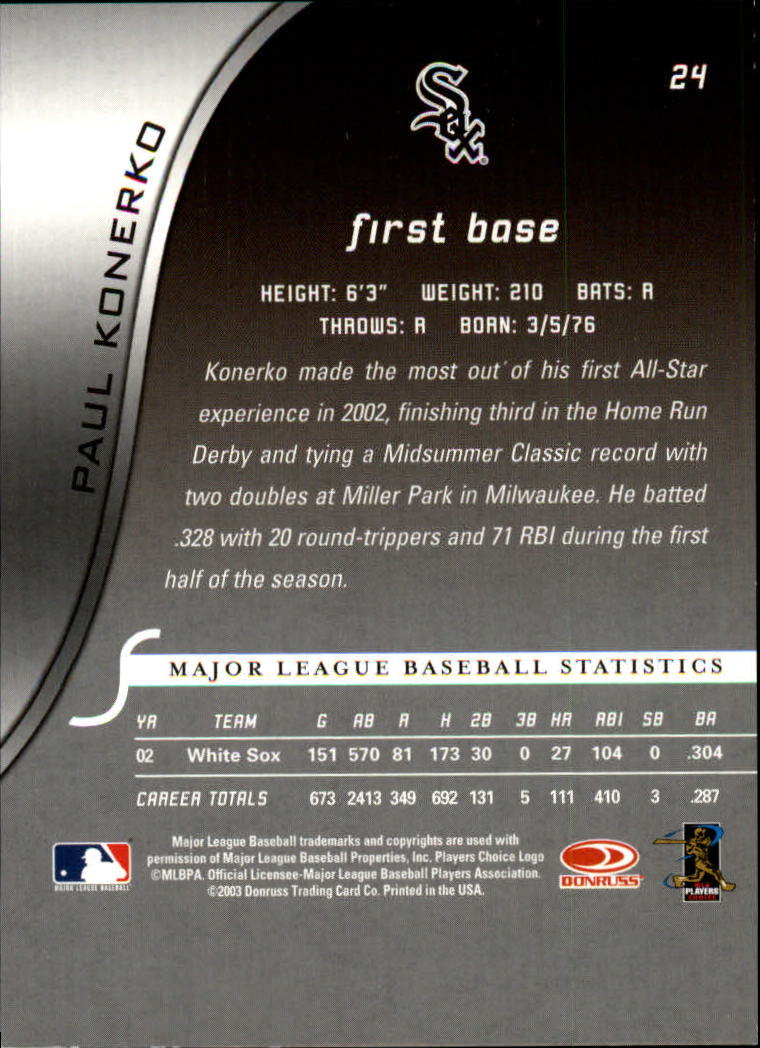 24
Sox
PAUL KONERKO
first base
HEIGHT: 6'3" WEIGHT: 210 BATS: R
THROWS: R BORN: 3/5/76
Konerko made the most out of his first All-Star
experience in 2002, finishing third in the Home Run
Derby and tying a Midsummer Classic record with
two doubles at Miller Park in Milwaukee. He batted
.328 with 20 round-trippers and 71 RBI during the first
half of the season.
MAJOR LEAGUE BASEBALL STATISTICS
YR TEAM G AB R H 2B 3B HR RBI SB BA
02 White Sox 151 570 81 173 30 0 27 104 0 .304
CAREER TOTALS 673 2413 349 692 131 5 111 410 3 .287
Major League Baseball trademarks and copyrights are used with
permission of Major League Baseball Properties, Inc. Players Choice Logo
©MLBPA. Official Licensee-Major League Baseball Players Association.
©2003 Donruss Trading Card Co. Printed in the USA.
MAJOR LEAGUE BASEBALL
DONRUSS
PLAYERS
CHOICE